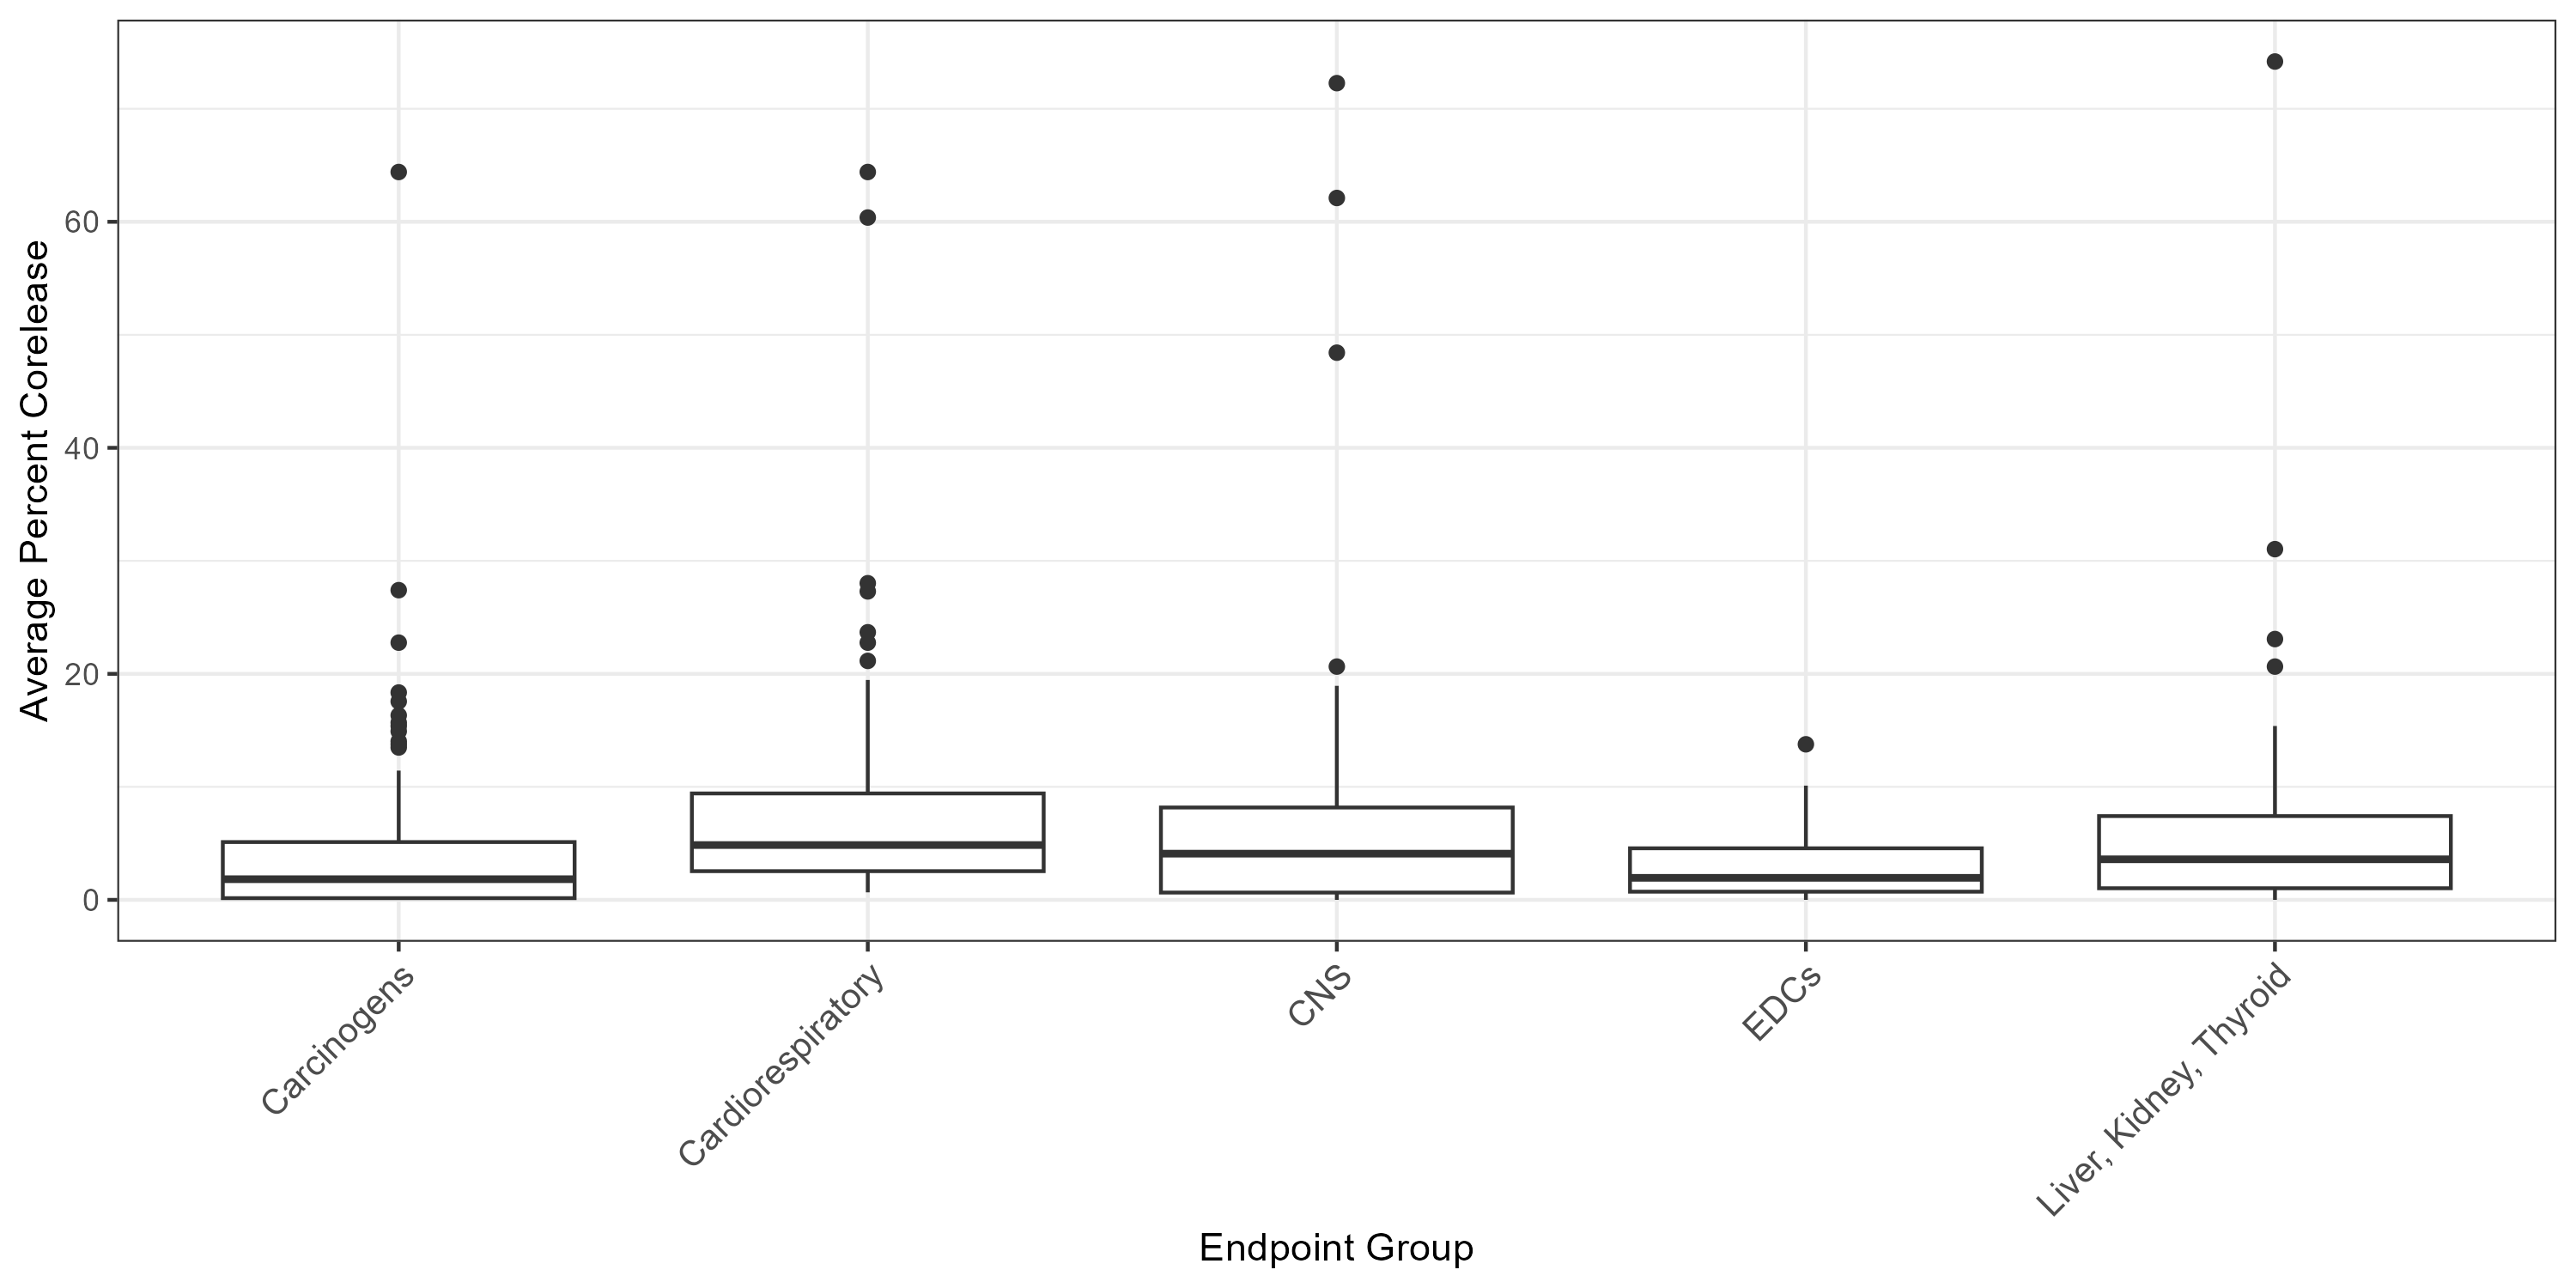 Average Percent Corelease
60
40
20
0
Carcinogens
Cardiorespiratory
CNS
EDCs
Liver, Kidney, Thyroid
Endpoint Group